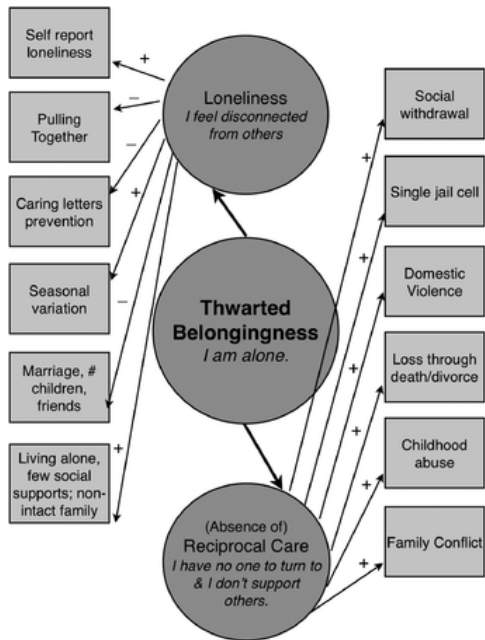 Self report
loneliness
+
Pulling
Together
–
Caring letters
prevention
–
Seasonal
variation
+
Marriage, #
children,
friends
–
Living alone,
few social
supports; non-
intact family
+
Loneliness
I feel disconnected
from others
Thwarted
Belongingness
I am alone.
(Absence of)
Reciprocal Care
I have no one to turn to
& I don't support
others.
Social
withdrawal
+
Single jail cell
+
Domestic
Violence
+
Loss through
death/divorce
+
Childhood
abuse
+
Family Conflict
+